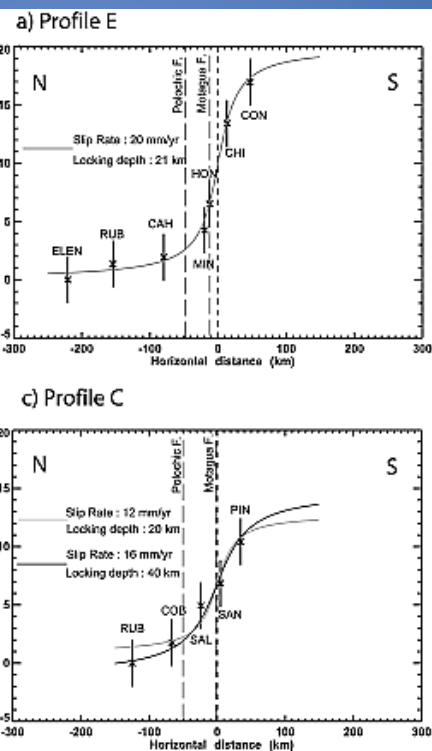 a) Profile E
20
N
S
Polochic F.
Motagua F.
15
CON
Slip Rate : 20 mm/yr
CHI
Locking depth : 21 km
10
HON
5
CAH
RUB
ELEN
MIN
0
-5
-300 -200 -100 0 100 200 300
Horizontal distance (km)
c) Profile C
20
N
S
Polochic F.
Motagua F.
15
PIN
Slip Rate : 12 mm/yr
Locking depth : 20 km
10
Slip Rate : 16 mm/yr
Locking depth : 40 km
5
COB
SAN
RUB
SAL
0
-5
-300 -200 -100 0 100 200 300
Horizontal distance (km)